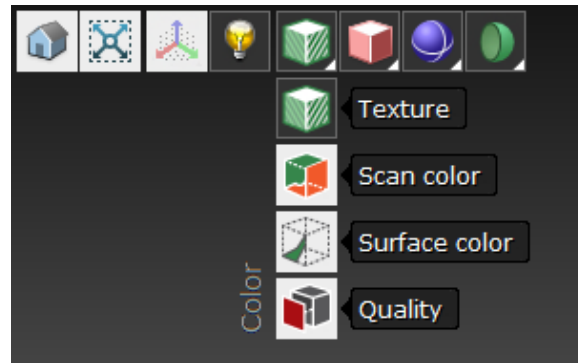 Texture
Scan color
Surface color
Quality
Color